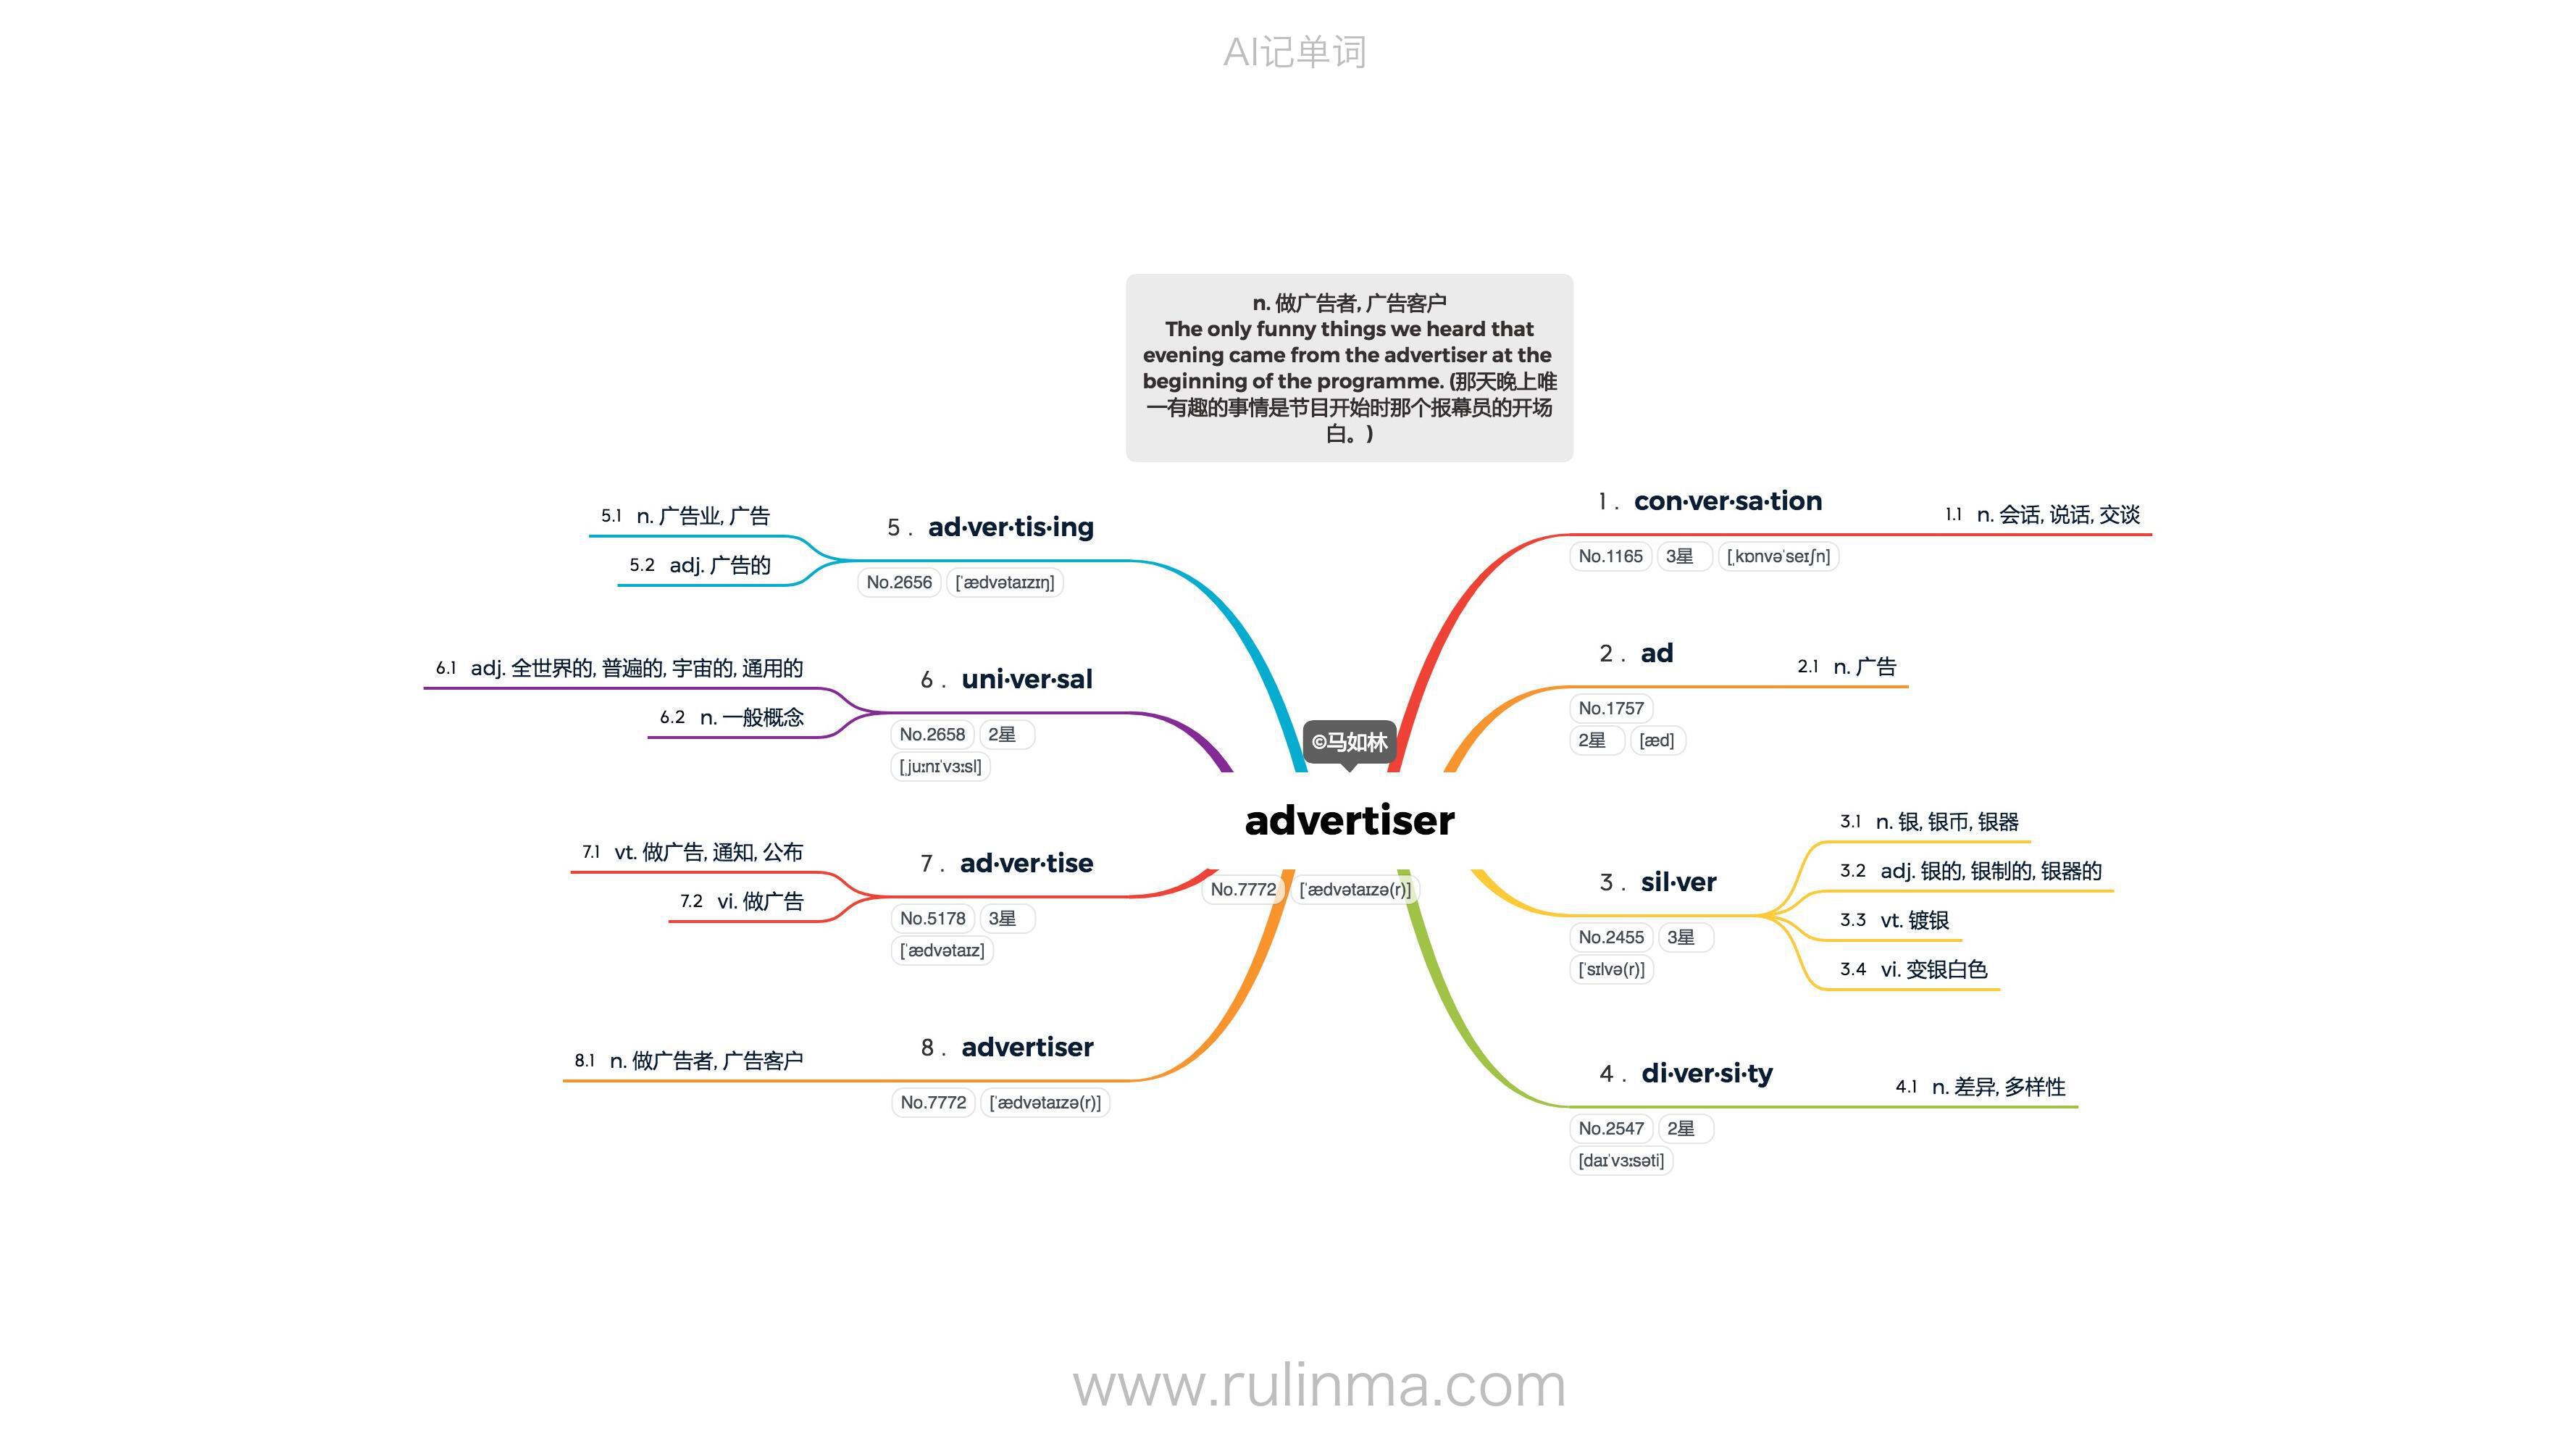 AI记单词
n. 做广告者, 广告客户
The only funny things we heard that
evening came from the advertiser at the
beginning of the programme. (那天晚上唯
一有趣的事情是节目开始时那个报幕员的开场
白。)
©马如林
advertiser
No.7772 [ˈædvətaɪzə(r)]
1 . con·ver·sa·tion
No.1165 3星 [ˌkɒnvəˈseɪʃn]
1.1 n. 会话, 说话, 交谈
2 . ad
No.1757
2星 [æd]
2.1 n. 广告
3 . sil·ver
No.2455 3星
[ˈsɪlvə(r)]
3.1 n. 银, 银币, 银器
3.2 adj. 银的, 银制的, 银器的
3.3 vt. 镀银
3.4 vi. 变银白色
4 . di·ver·si·ty
No.2547 2星
[daɪˈvɜːsəti]
4.1 n. 差异, 多样性
5 . ad·ver·tis·ing
No.2656 [ˈædvətaɪzɪŋ]
5.1 n. 广告业, 广告
5.2 adj. 广告的
6 . uni·ver·sal
No.2658 2星
[ˌjuːnɪˈvɜːsl]
6.1 adj. 全世界的, 普遍的, 宇宙的, 通用的
6.2 n. 一般概念
7 . ad·ver·tise
No.5178 3星
[ˈædvətaɪz]
7.1 vt. 做广告, 通知, 公布
7.2 vi. 做广告
8 . advertiser
No.7772 [ˈædvətaɪzə(r)]
8.1 n. 做广告者, 广告客户
www.rulinma.com